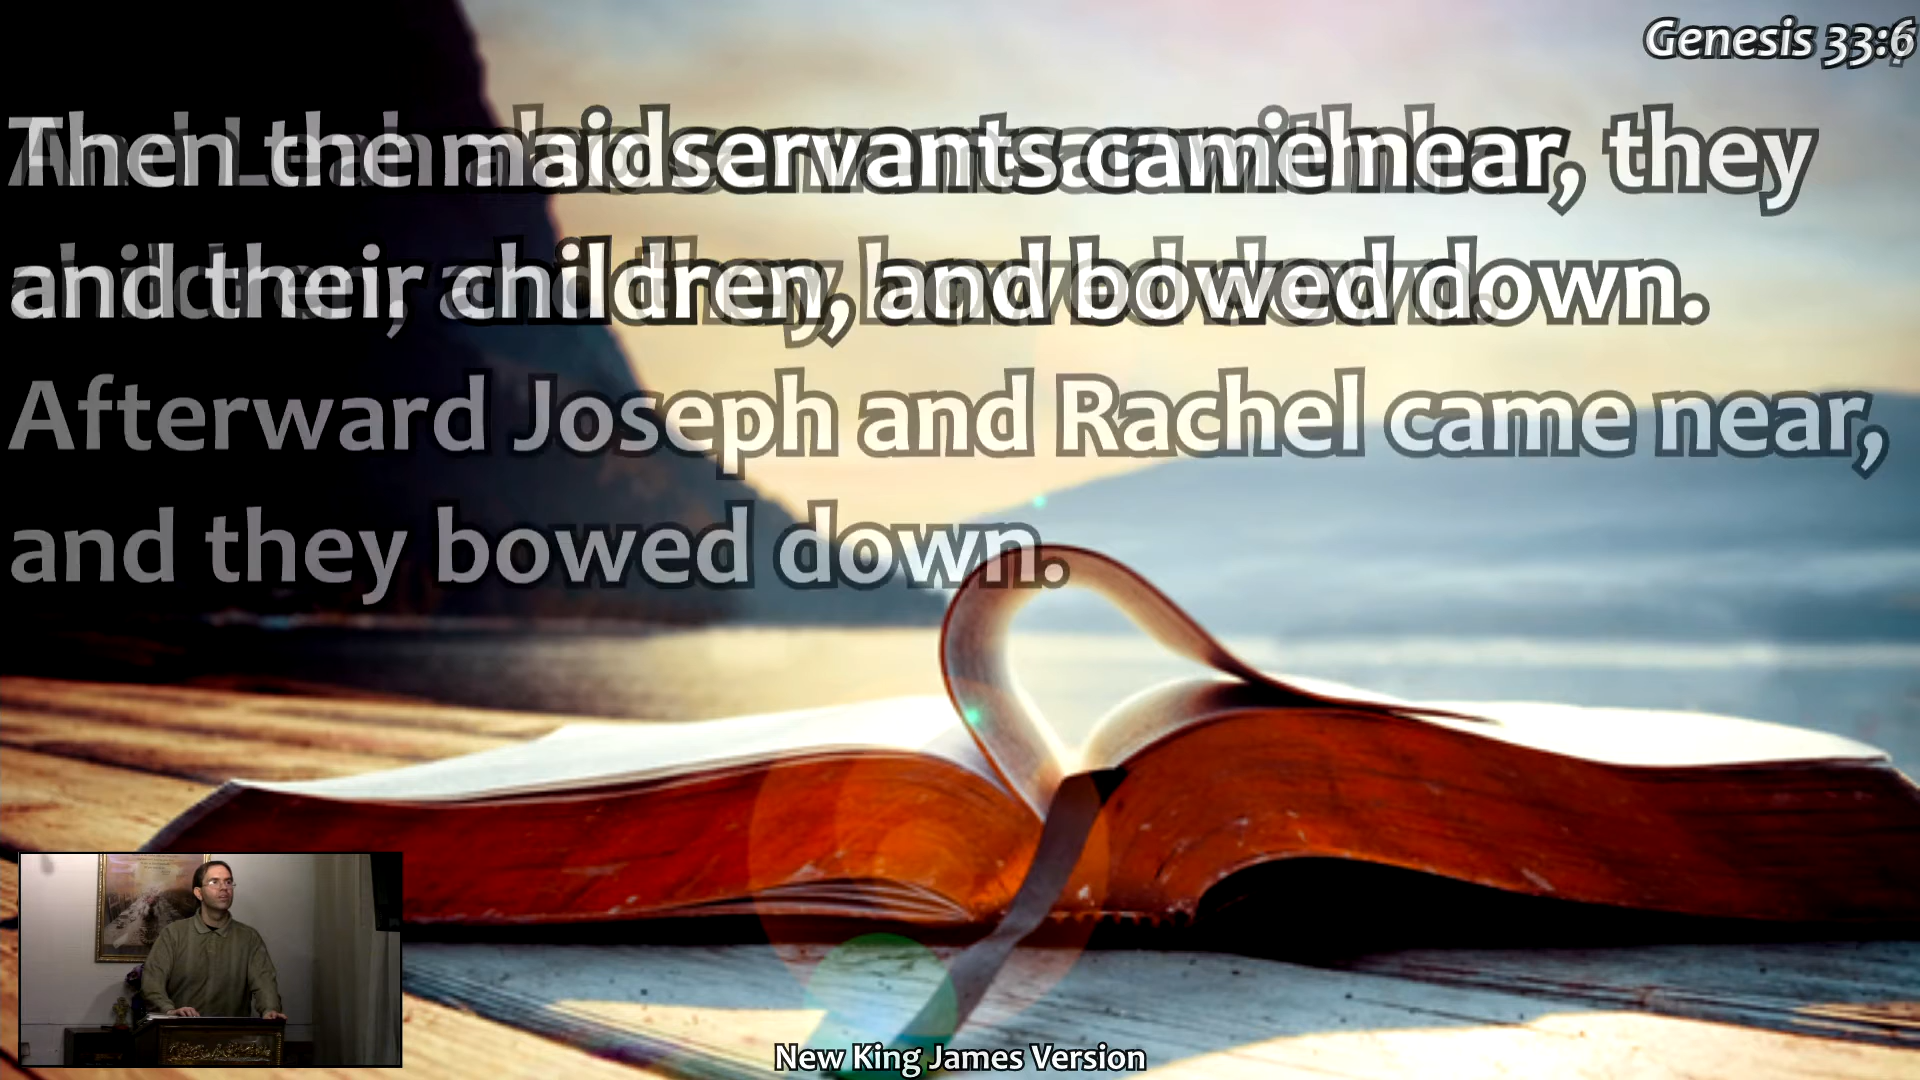 Genesis 33:6
Then the maidservants came near, they
and their children, and bowed down.
Afterward Joseph and Rachel came near,
and they bowed down.
New King James Version